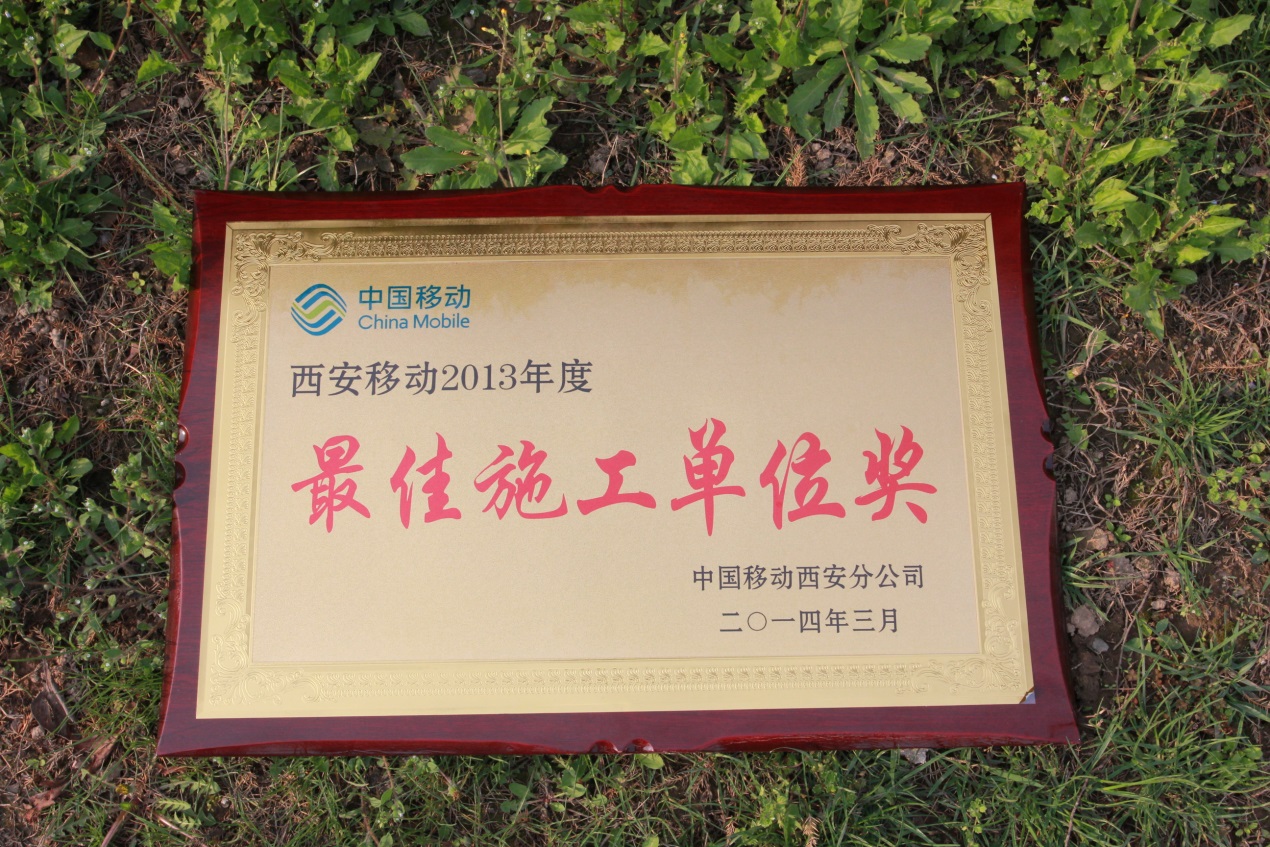 中国移动
China Mobile
西安移动2013年度
最佳施工单位奖
中国移动西安分公司
二〇一四年三月